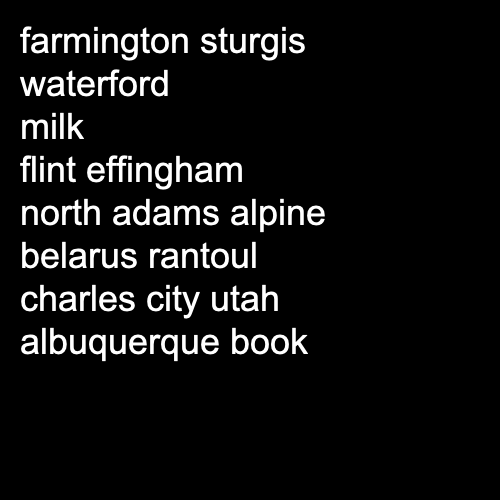 farmington sturgis
waterford
milk
flint effingham
north adams alpine
belarus rantoul
charles city utah
albuquerque book